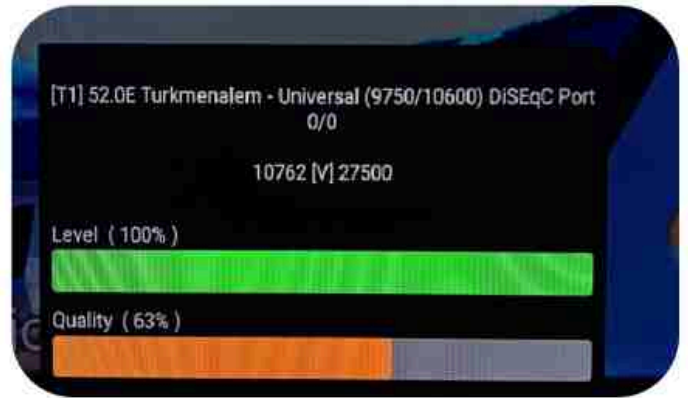 [T1] 52.0E Turkmenalem - Universal (9750/10600) DiSEqC Port
0/0
10762 [V] 27500
Level ( 100% )
Quality ( 63% )